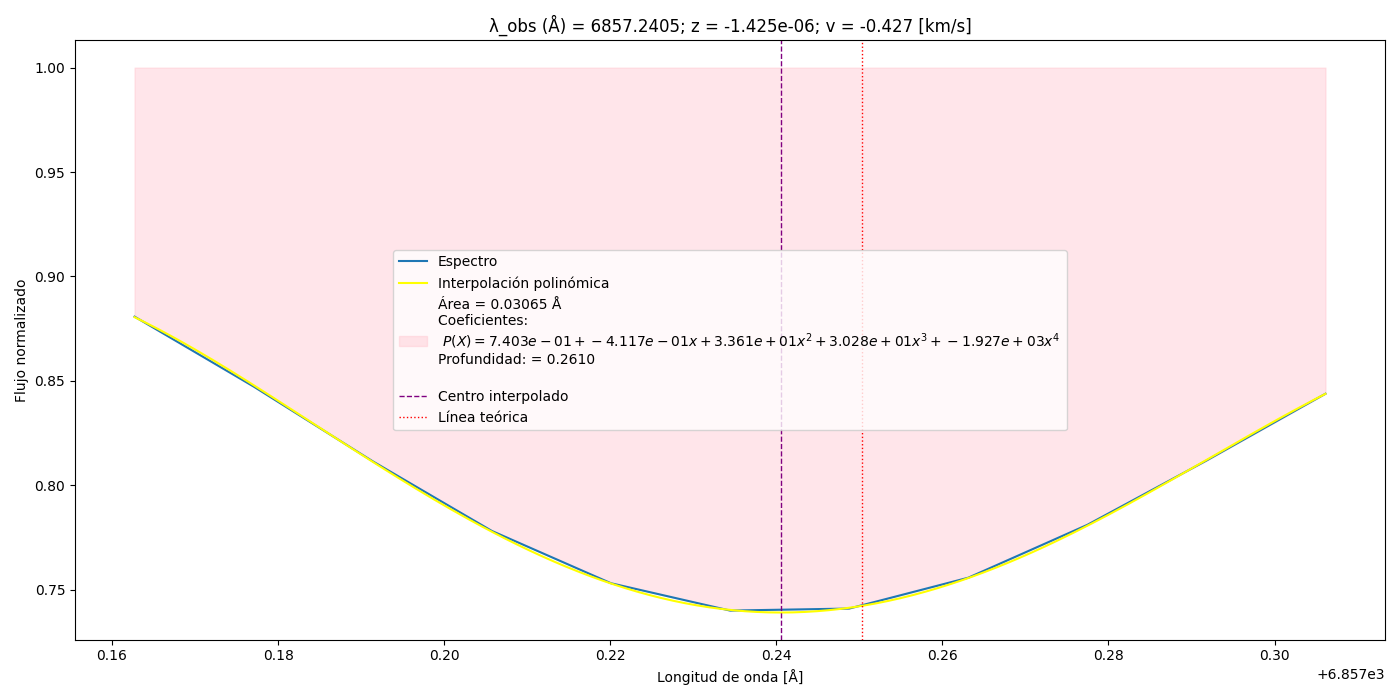 λ_obs (Å) = 6857.2405; z = -1.425e-06; v = -0.427 [km/s]
Flujo normalizado
1.00
0.95
0.90
0.85
0.80
0.75
Espectro
Interpolación polinómica
Área = 0.03065 Å
Coeficientes:
P(X) = 7.403e − 01 + − 4.117e − 01x + 3.361e + 01x² + 3.028e + 01x³ + − 1.927e + 03x⁴
Profundidad: = 0.2610
Centro interpolado
Línea teórica
0.16 0.18 0.20 0.22 0.24 0.26 0.28 0.30
Longitud de onda [Å]
+6.857e3